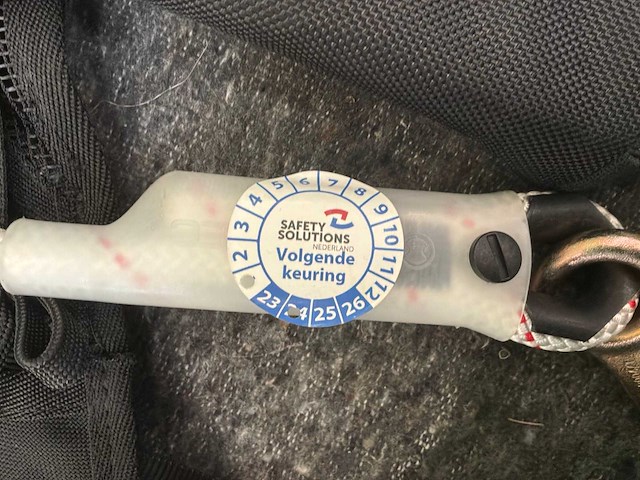 SAFETY
SOLUTIONS
NEDERLAND
Volgende
keuring
2 3 4 5 6 7 8 9 10 11 12
23 24 25 26